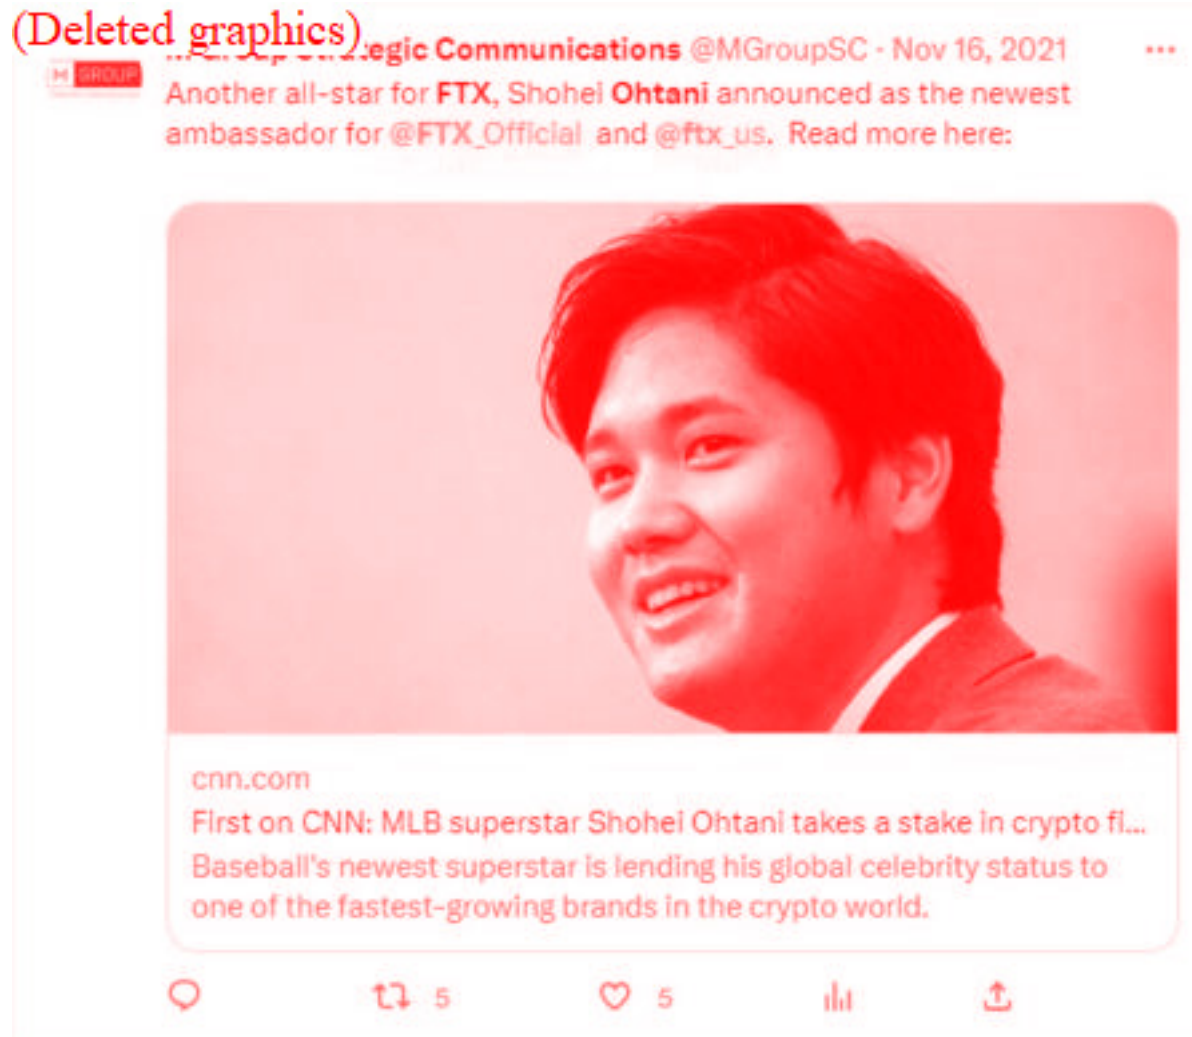 (Deleted graphics)
Strategic Communications @MGroupSC · Nov 16, 2021
GROUP
Another all-star for FTX, Shohei Ohtani announced as the newest
ambassador for @FTX_Official and @ftx_us. Read more here:
cnn.com
First on CNN: MLB superstar Shohei Ohtani takes a stake in crypto fi...
Baseball's newest superstar is lending his global celebrity status to
one of the fastest-growing brands in the crypto world.
5 5